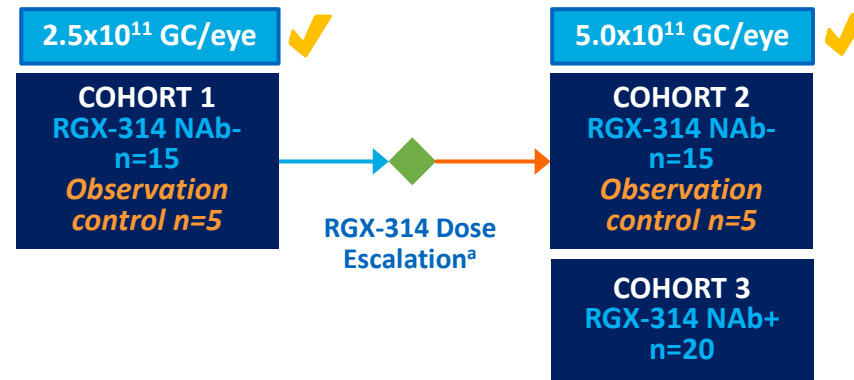 2.5x10¹¹ GC/eye
COHORT 1
RGX-314 NAb-
n=15
Observation
control n=5
RGX-314 Dose
Escalationᵃ
5.0x10¹¹ GC/eye
COHORT 2
RGX-314 NAb-
n=15
Observation
control n=5
COHORT 3
RGX-314 NAb+
n=20